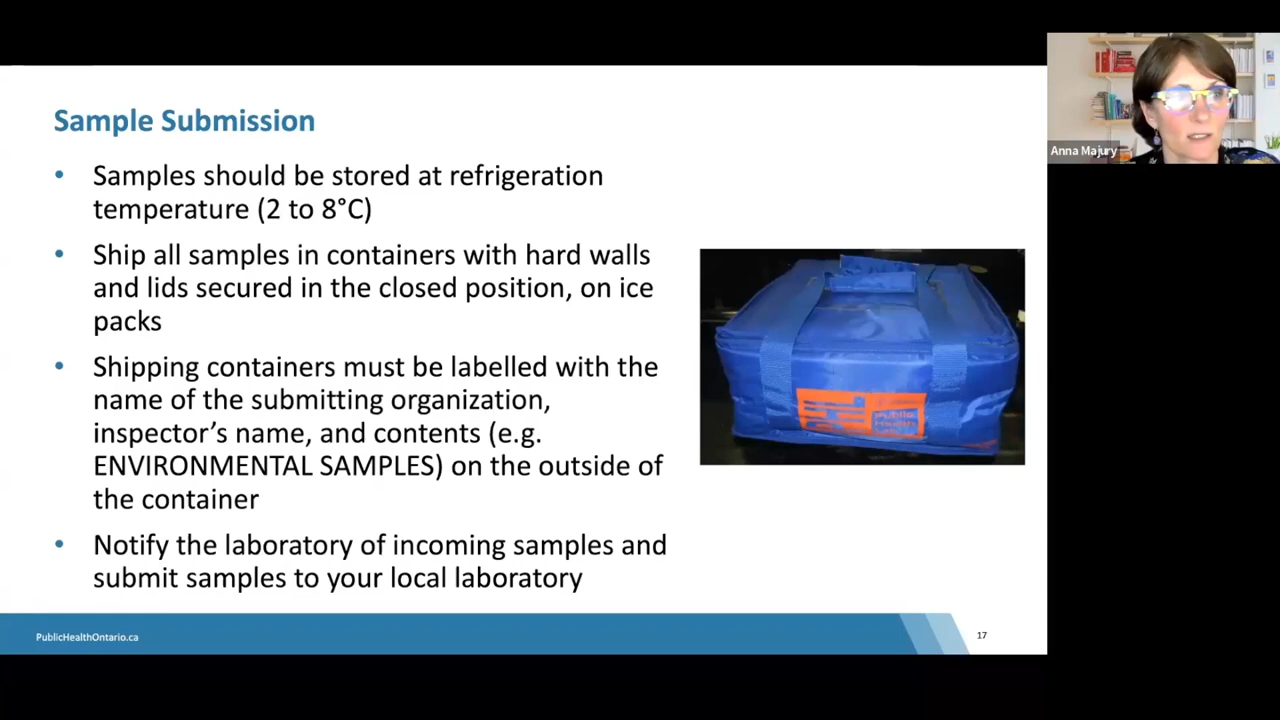 Sample Submission
• Samples should be stored at refrigeration
temperature (2 to 8°C)
• Ship all samples in containers with hard walls
and lids secured in the closed position, on ice
packs
• Shipping containers must be labelled with the
name of the submitting organization,
inspector’s name, and contents (e.g.
ENVIRONMENTAL SAMPLES) on the outside of
the container
• Notify the laboratory of incoming samples and
submit samples to your local laboratory
PublicHealthOntario.ca
17
Anna Majury
Public
Health